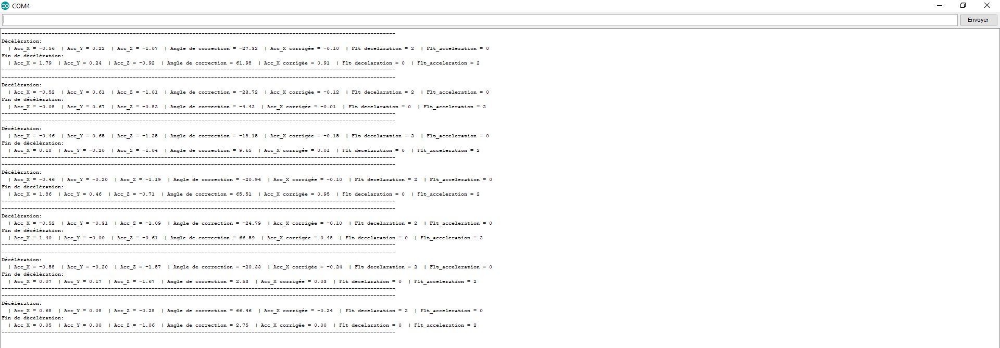 COM4
Envoyer
------------------------------------------------------------------------------------------------------------------------------
Décélération:
| Acc_X = -0.56 | Acc_Y = 0.22 | Acc_Z = -1.07 | Angle de correction = -27.32 | Acc_X corrigée = -0.10 | Flt decelaration = 2 | Flt_acceleration = 0
Fin de décélération:
| Acc_X = 1.79 | Acc_Y = 0.24 | Acc_Z = -0.92 | Angle de correction = 61.98 | Acc_X corrigée = 0.91 | Flt decelaration = 0 | Flt_acceleration = 2
------------------------------------------------------------------------------------------------------------------------------
------------------------------------------------------------------------------------------------------------------------------
Décélération:
| Acc_X = -0.52 | Acc_Y = 0.61 | Acc_Z = -1.01 | Angle de correction = -23.72 | Acc_X corrigée = -0.12 | Flt decelaration = 2 | Flt_acceleration = 0
Fin de décélération:
| Acc_X = -0.08 | Acc_Y = 0.67 | Acc_Z = -0.83 | Angle de correction = -4.43 | Acc_X corrigée = -0.01 | Flt decelaration = 0 | Flt_acceleration = 2
------------------------------------------------------------------------------------------------------------------------------
------------------------------------------------------------------------------------------------------------------------------
Décélération:
| Acc_X = -0.46 | Acc_Y = 0.65 | Acc_Z = -1.25 | Angle de correction = -18.15 | Acc_X corrigée = -0.15 | Flt decelaration = 2 | Flt_acceleration = 0
Fin de décélération:
| Acc_X = 0.18 | Acc_Y = -0.20 | Acc_Z = -1.04 | Angle de correction = 9.65 | Acc_X corrigée = 0.01 | Flt decelaration = 0 | Flt_acceleration = 2
------------------------------------------------------------------------------------------------------------------------------
------------------------------------------------------------------------------------------------------------------------------
Décélération:
| Acc_X = -0.46 | Acc_Y = -0.20 | Acc_Z = -1.19 | Angle de correction = -20.94 | Acc_X corrigée = -0.10 | Flt decelaration = 2 | Flt_acceleration = 0
Fin de décélération:
| Acc_X = 1.86 | Acc_Y = 0.46 | Acc_Z = -0.71 | Angle de correction = 65.51 | Acc_X corrigée = 0.95 | Flt decelaration = 0 | Flt_acceleration = 2
------------------------------------------------------------------------------------------------------------------------------
------------------------------------------------------------------------------------------------------------------------------
Décélération:
| Acc_X = -0.52 | Acc_Y = -0.31 | Acc_Z = -1.09 | Angle de correction = -24.79 | Acc_X corrigée = -0.10 | Flt decelaration = 2 | Flt_acceleration = 0
Fin de décélération:
| Acc_X = 1.40 | Acc_Y = -0.00 | Acc_Z = -0.61 | Angle de correction = 66.59 | Acc_X corrigée = 0.48 | Flt decelaration = 0 | Flt_acceleration = 2
------------------------------------------------------------------------------------------------------------------------------
------------------------------------------------------------------------------------------------------------------------------
Décélération:
| Acc_X = -0.58 | Acc_Y = -0.20 | Acc_Z = -1.57 | Angle de correction = -20.33 | Acc_X corrigée = -0.24 | Flt decelaration = 2 | Flt_acceleration = 0
Fin de décélération:
| Acc_X = 0.07 | Acc_Y = 0.17 | Acc_Z = -1.67 | Angle de correction = 2.53 | Acc_X corrigée = 0.03 | Flt decelaration = 0 | Flt_acceleration = 2
------------------------------------------------------------------------------------------------------------------------------
------------------------------------------------------------------------------------------------------------------------------
Décélération:
| Acc_X = 0.68 | Acc_Y = 0.08 | Acc_Z = -0.28 | Angle de correction = 66.46 | Acc_X corrigée = -0.24 | Flt decelaration = 2 | Flt_acceleration = 0
Fin de décélération:
| Acc_X = 0.05 | Acc_Y = 0.00 | Acc_Z = -1.06 | Angle de correction = 2.75 | Acc_X corrigée = 0.00 | Flt decelaration = 0 | Flt_acceleration = 2
------------------------------------------------------------------------------------------------------------------------------